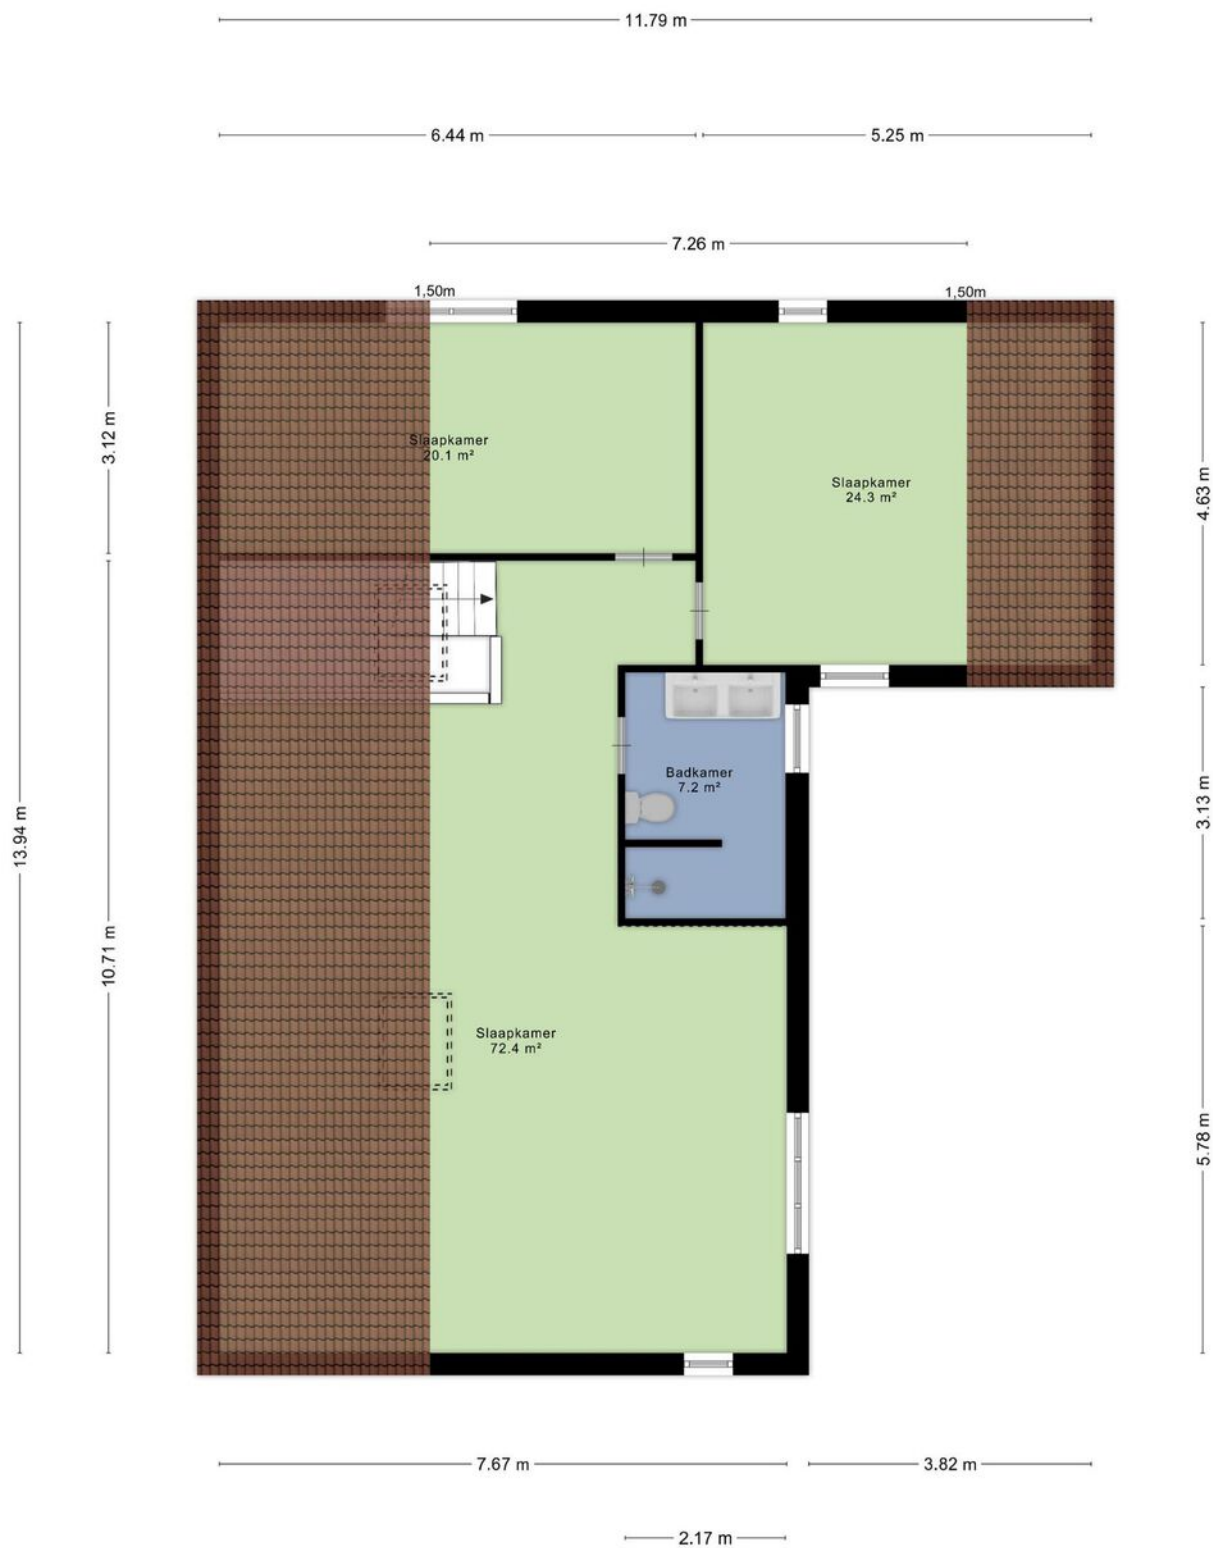 11.79 m
6.44 m
5.25 m
7.26 m
1,50m
1,50m
3.12 m
Slaapkamer
20.1 m²
4.63 m
Slaapkamer
24.3 m²
Badkamer
7.2 m²
3.13 m
13.94 m
10.71 m
Slaapkamer
72.4 m²
5.78 m
7.67 m
3.82 m
2.17 m